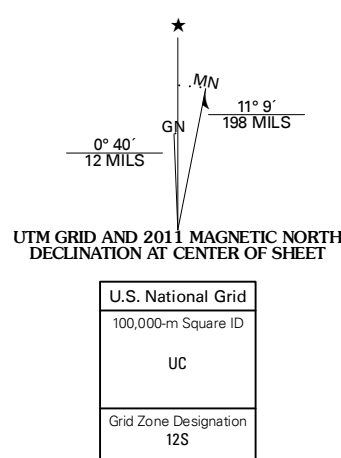 ★
MN
GN
11° 9´
198 MILS
0° 40´
12 MILS
UTM GRID AND 2011 MAGNETIC NORTH
DECLINATION AT CENTER OF SHEET
U.S. National Grid
100,000-m Square ID
UC
Grid Zone Designation
12S